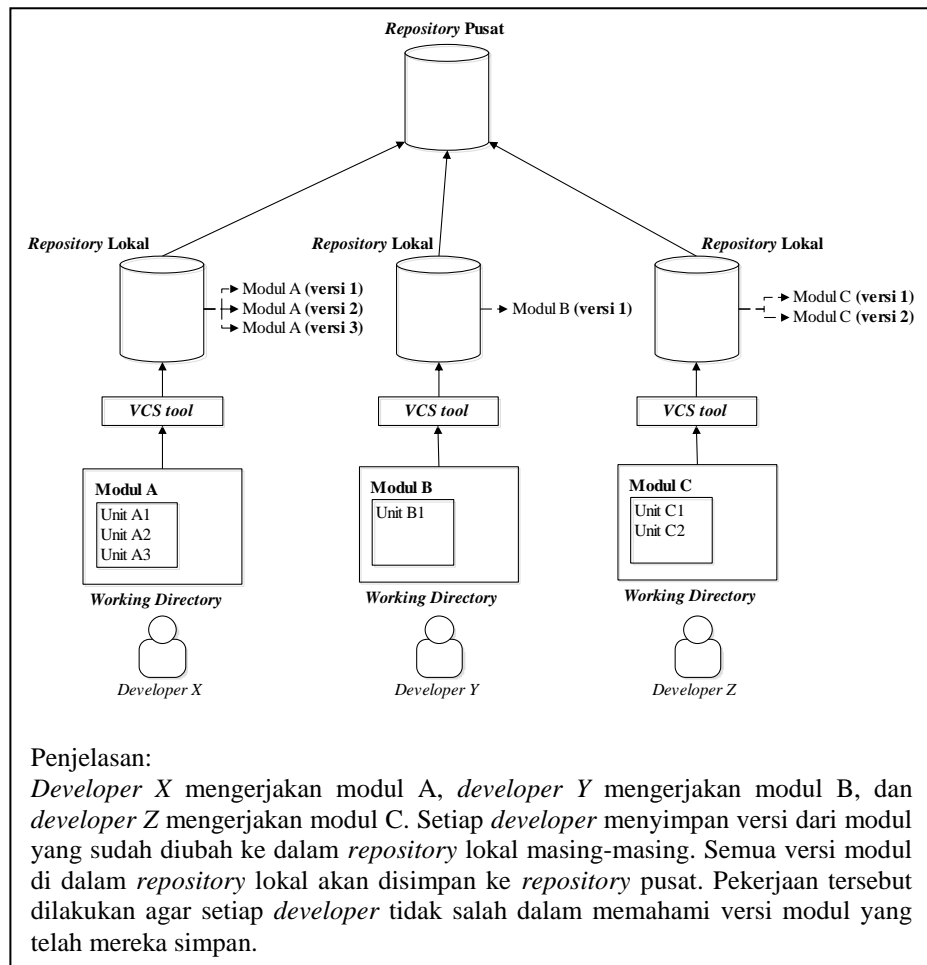 Repository Pusat
Repository Lokal
Repository Lokal
Repository Lokal
Modul A (versi 1)
Modul A (versi 2)
Modul A (versi 3)
Modul B (versi 1)
Modul C (versi 1)
Modul C (versi 2)
VCS tool
VCS tool
VCS tool
Modul A
Unit A1
Unit A2
Unit A3
Modul B
Unit B1
Modul C
Unit C1
Unit C2
Working Directory
Working Directory
Working Directory
Developer X
Developer Y
Developer Z
Penjelasan:
Developer X mengerjakan modul A, developer Y mengerjakan modul B, dan
developer Z mengerjakan modul C. Setiap developer menyimpan versi dari modul
yang sudah diubah ke dalam repository lokal masing-masing. Semua versi modul
di dalam repository lokal akan disimpan ke repository pusat. Pekerjaan tersebut
dilakukan agar setiap developer tidak salah dalam memahami versi modul yang
telah mereka simpan.